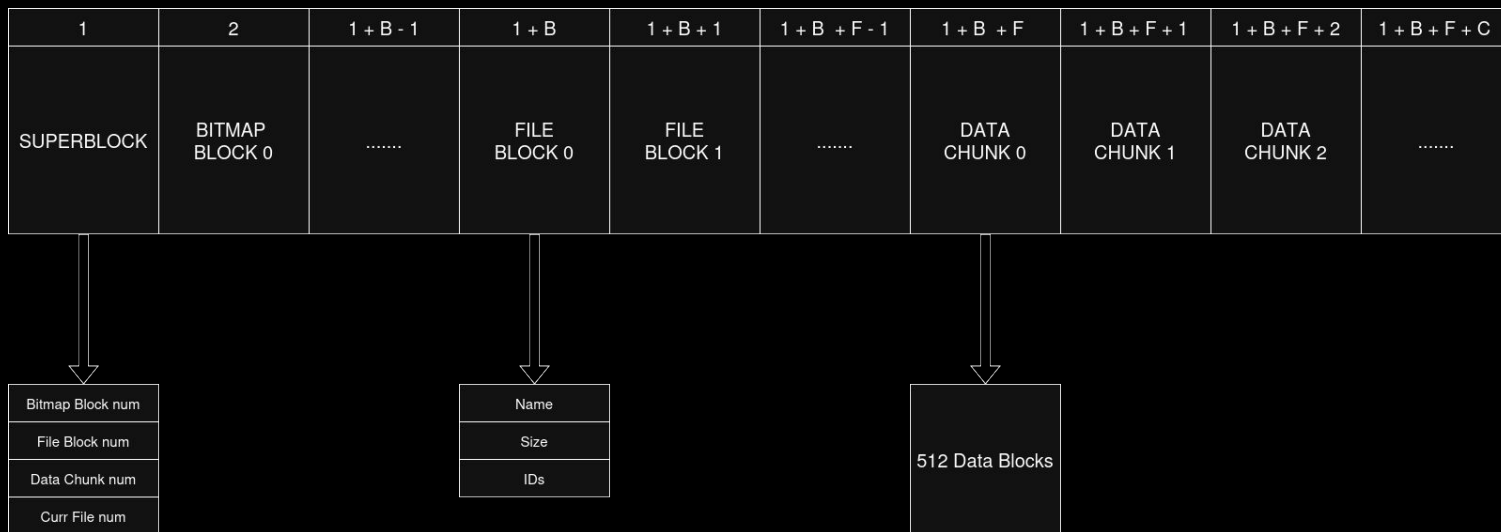 1
2
1 + B - 1
1 + B
1 + B + 1
1 + B + F - 1
1 + B + F
1 + B + F + 1
1 + B + F + 2
1 + B + F + C
SUPERBLOCK
BITMAP
BLOCK 0
.......
FILE
BLOCK 0
FILE
BLOCK 1
.......
DATA
CHUNK 0
DATA
CHUNK 1
DATA
CHUNK 2
.......
Bitmap Block num
File Block num
Data Chunk num
Curr File num
Name
Size
IDs
512 Data Blocks